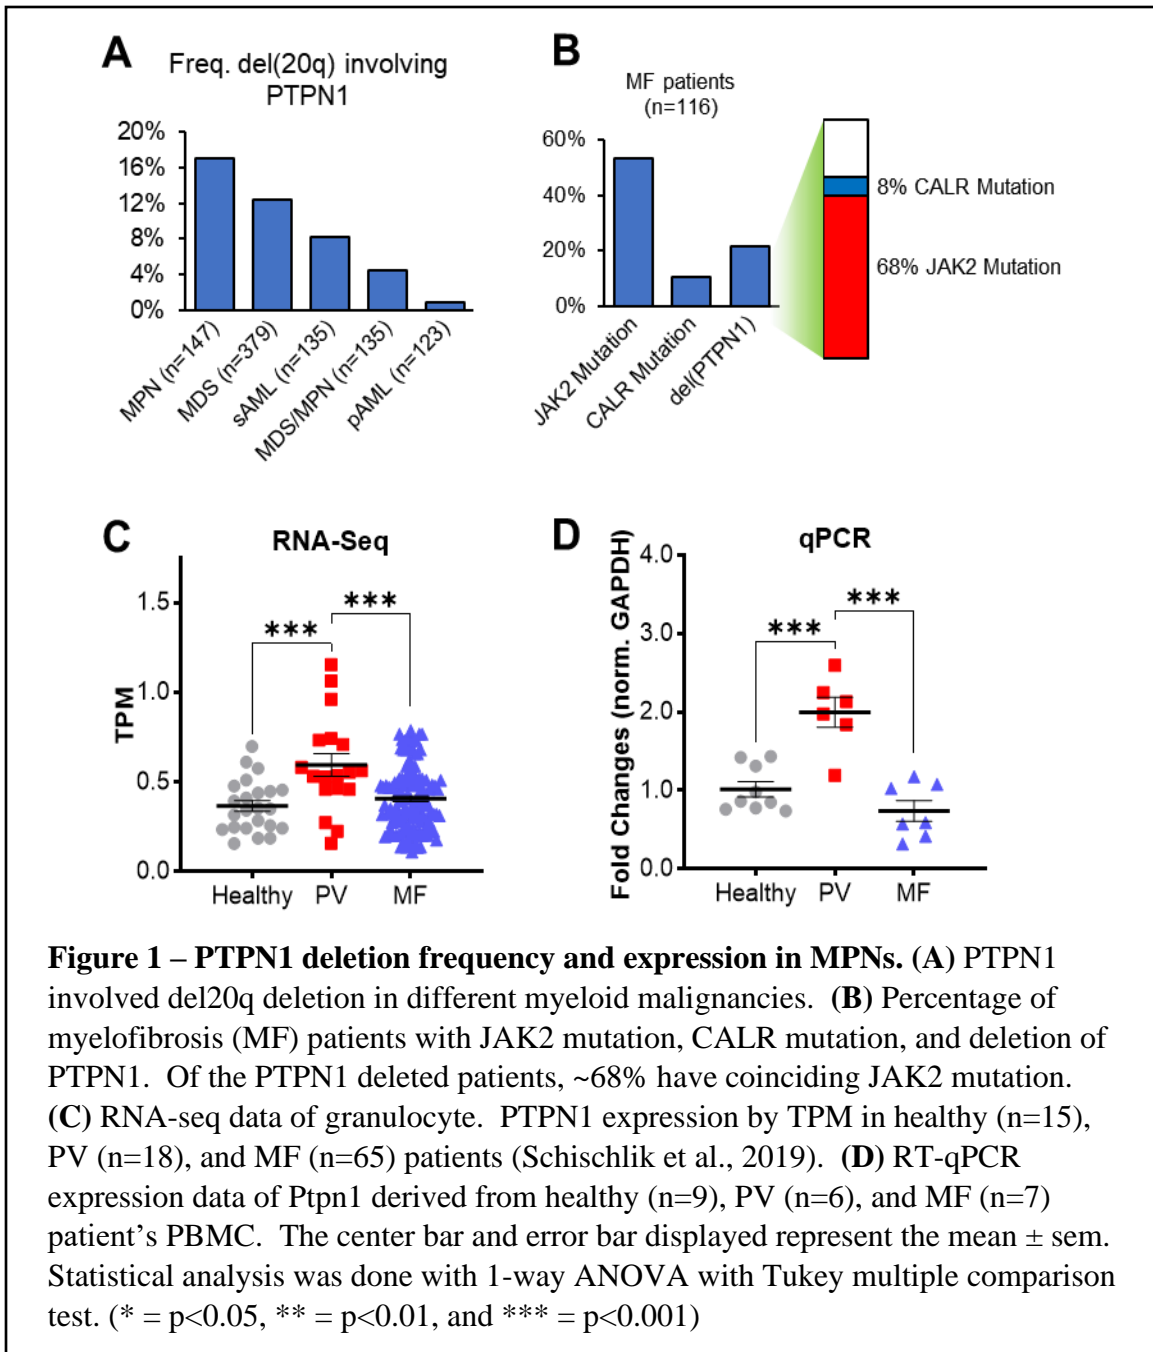 A
Freq. del(20q) involving
PTPN1
20%
16%
12%
8%
4%
0%
MPN (n=147)
MDS (n=379)
sAML (n=135)
MDS/MPN (n=135)
pAML (n=123)
B
MF patients
(n=116)
60%
40%
20%
0%
JAK2 Mutation
CALR Mutation
del(PTPN1)
8% CALR Mutation
68% JAK2 Mutation
C
RNA-Seq
TPM
1.5
1.0
0.5
0.0
***
***
Healthy
PV
MF
D
qPCR
Fold Changes (norm. GAPDH)
4.0
3.0
2.0
1.0
0.0
***
***
Healthy
PV
MF
Figure 1 – PTPN1 deletion frequency and expression in MPNs. (A) PTPN1
involved del20q deletion in different myeloid malignancies. (B) Percentage of
myelofibrosis (MF) patients with JAK2 mutation, CALR mutation, and deletion of
PTPN1. Of the PTPN1 deleted patients, ~68% have coinciding JAK2 mutation.
(C) RNA-seq data of granulocyte. PTPN1 expression by TPM in healthy (n=15),
PV (n=18), and MF (n=65) patients (Schischlik et al., 2019). (D) RT-qPCR
expression data of Ptpn1 derived from healthy (n=9), PV (n=6), and MF (n=7)
patient's PBMC. The center bar and error bar displayed represent the mean ± sem.
Statistical analysis was done with 1-way ANOVA with Tukey multiple comparison
test. (* = p<0.05, ** = p<0.01, and *** = p<0.001)